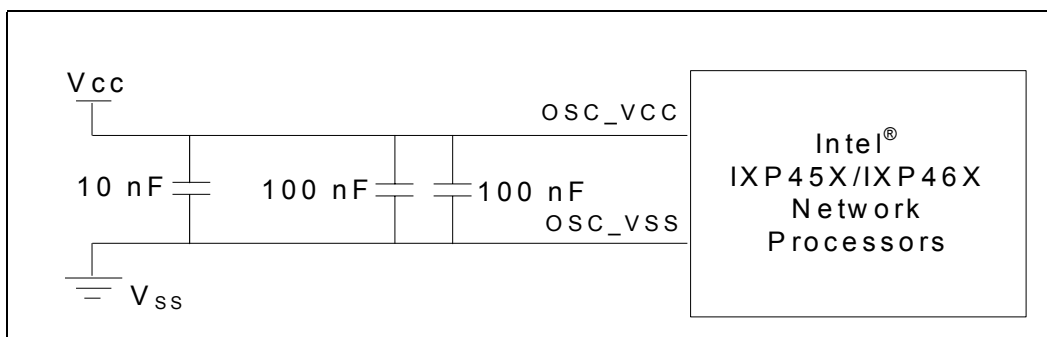 Vcc
OSC_VCC
10 nF
100 nF
100 nF
OSC_VSS
VSS
Intel®
IXP45X/IXP46X
Network
Processors